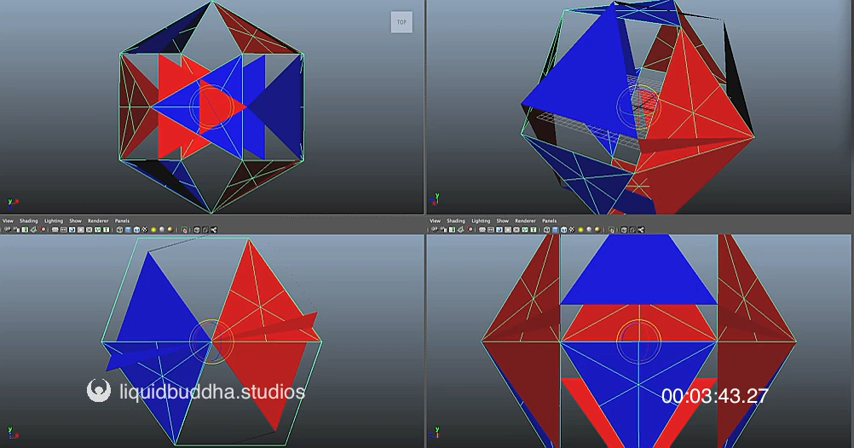 TOP
View Shading Lighting Show Renderer Panels
View Shading Lighting Show Renderer Panels
liquidbuddha.studios
00:03:43.27